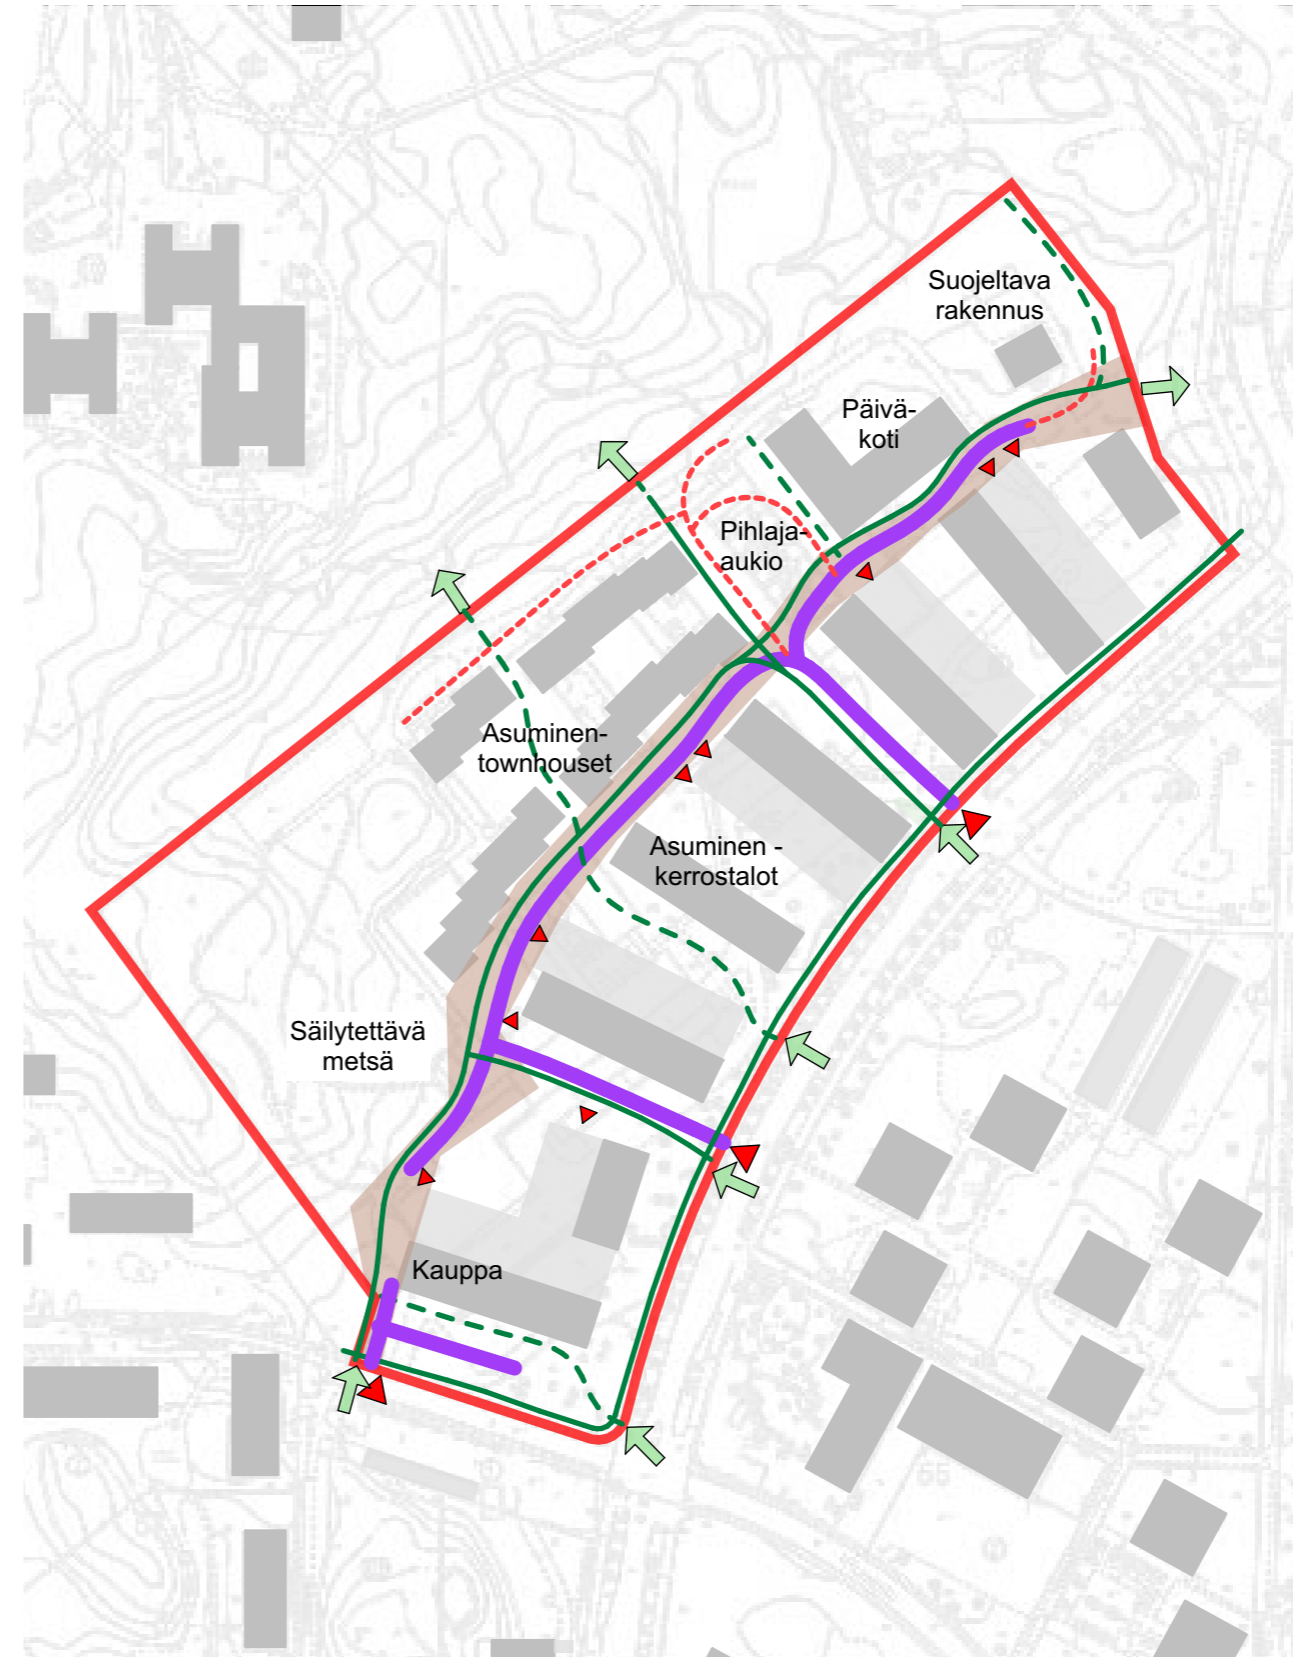 Suojeltava
rakennus
Päivä-
koti
Pihlaja-
aukio
Asuminen-
townhouset
Asuminen -
kerrostalot
Säilytettävä
metsä
Kauppa